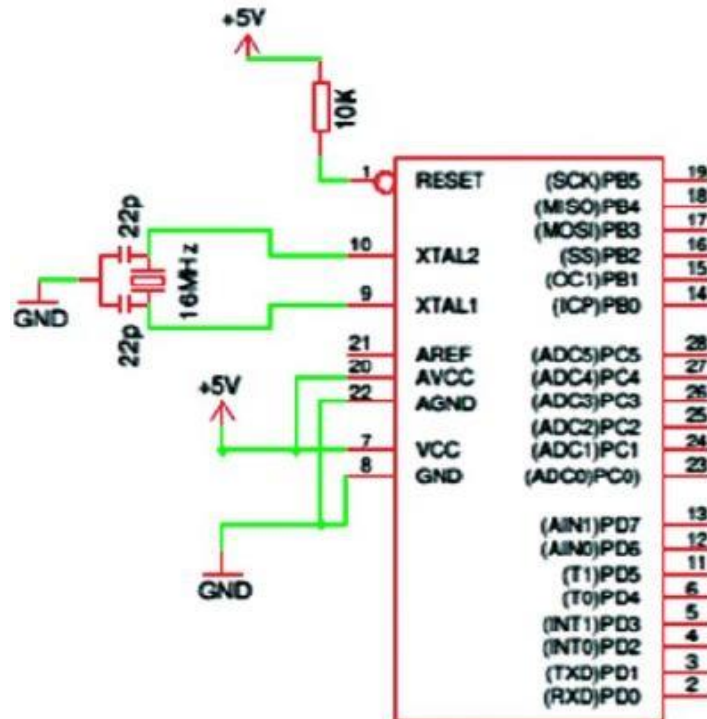 +5V
10K
1 RESET (SCK)PB5 19
(MISO)PB4 18
(MOSI)PB3 17
22p
10 XTAL2 (SS)PB2 16
16MHz
(OC1)PB1 15
GND
9 XTAL1 (ICP)PB0 14
22p
21 AREF (ADC5)PC5 28
20 AVCC (ADC4)PC4 27
+5V
22 AGND (ADC3)PC3 26
(ADC2)PC2 25
7 VCC (ADC1)PC1 24
8 GND (ADC0)PC0) 23
(AIN1)PD7 13
(AIN0)PD6 12
(T1)PD5 11
(T0)PD4 6
GND
(INT1)PD3 5
(INT0)PD2 4
(TXD)PD1 3
(RXD)PD0 2